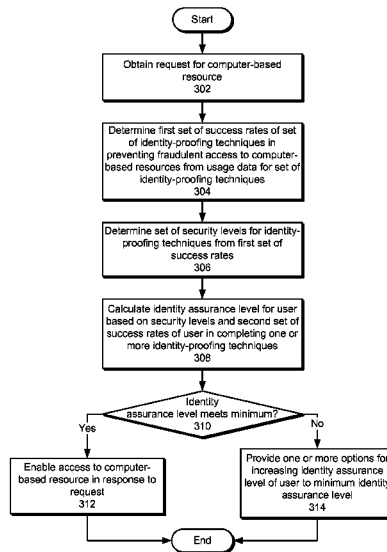 Start
Obtain request for computer-based
resource
302
Determine first set of success rates of set
of identity-proofing techniques in
preventing fraudulent access to computer-
based resources from usage data for set of
identity-proofing techniques
304
Determine set of security levels for identity-
proofing techniques from first set of
success rates
306
Calculate identity assurance level for user
based on security levels and second set of
success rates of user in completing one or
more identity-proofing techniques
308
Identity
assurance level meets minimum?
310
Yes
No
Enable access to computer-
based resource in response to
request
312
Provide one or more options for
increasing identity assurance
level of user to minimum identity
assurance level
314
End